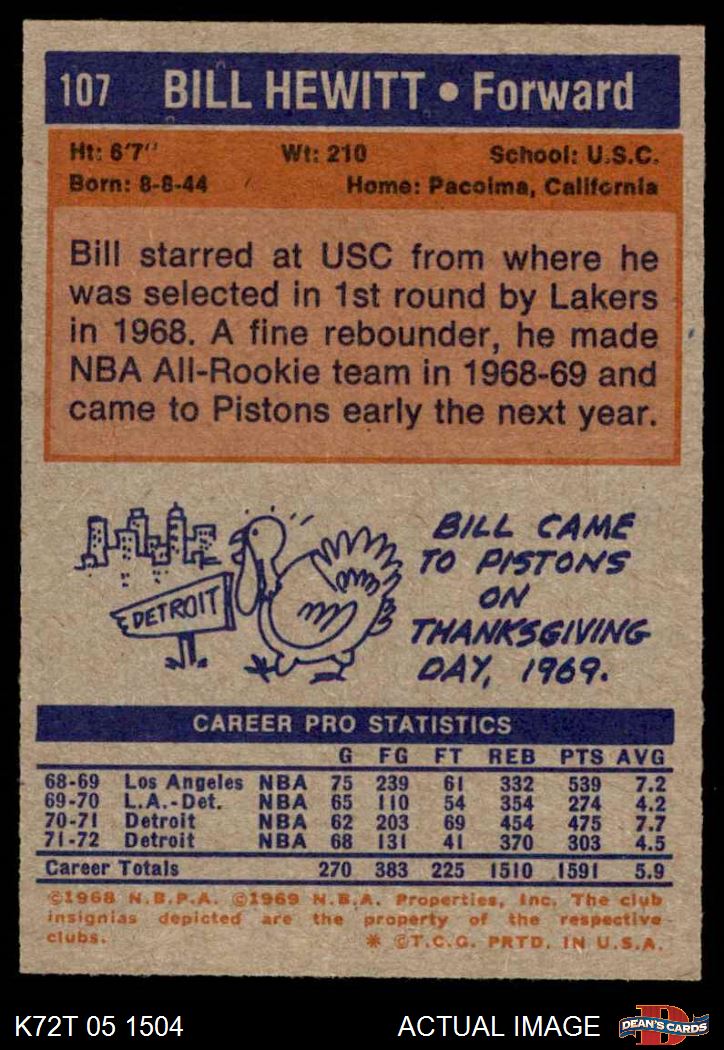 107 BILL HEWITT • Forward
Ht: 6'7" Wt: 210 School: U.S.C.
Born: 8-8-44 Home: Pacoima, California
Bill starred at USC from where he
was selected in 1st round by Lakers
in 1968. A fine rebounder, he made
NBA All-Rookie team in 1968-69 and
came to Pistons early the next year.
DETROIT
BILL CAME
TO PISTONS
ON
THANKSGIVING
DAY, 1969.
CAREER PRO STATISTICS
G FG FT REB PTS AVG
68-69 Los Angeles NBA 75 239 61 332 539 7.2
69-70 L.A.-Det. NBA 65 110 54 354 274 4.2
70-71 Detroit NBA 62 203 69 454 475 7.7
71-72 Detroit NBA 68 131 41 370 303 4.5
Career Totals 270 383 225 1510 1591 5.9
©1968 N.B.P.A. ©1969 N.B.A. Properties, Inc. The club
insignias depicted are the property of the respective
clubs. * ©T.C.G. PRTD. IN U.S.A.
K72T 05 1504 ACTUAL IMAGE D DEAN'S CARDS